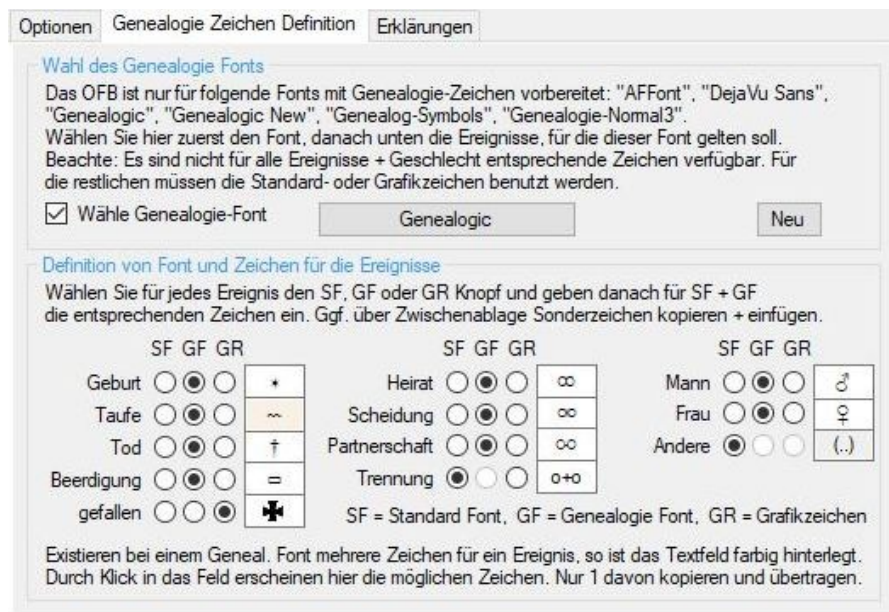 Optionen Genealogie Zeichen Definition Erklärungen
Wahl des Genealogie Fonts
Das OFB ist nur für folgende Fonts mit Genealogie-Zeichen vorbereitet: "AFFont", "DejaVu Sans",
"Genealogic", "Genealogic New", "Genealog-Symbols", "Genealogie-Normal3".
Wählen Sie hier zuerst den Font, danach unten die Ereignisse, für die dieser Font gelten soll.
Beachte: Es sind nicht für alle Ereignisse + Geschlecht entsprechende Zeichen verfügbar. Für
die restlichen müssen die Standard- oder Grafikzeichen benutzt werden.
Wähle Genealogie-Font Genealogic Neu
Definition von Font und Zeichen für die Ereignisse
Wählen Sie für jedes Ereignis den SF, GF oder GR Knopf und geben danach für SF + GF
die entsprechenden Zeichen ein. Ggf. über Zwischenablage Sonderzeichen kopieren + einfügen.
SF GF GR SF GF GR SF GF GR
Geburt * Heirat ⚭ Mann ♂
Taufe ~ Scheidung ⚮ Frau ♀
Tod † Partnerschaft ⚯ Andere (..)
Beerdigung ▭ Trennung o+o
gefallen ✠ SF = Standard Font, GF = Genealogie Font, GR = Grafikzeichen
Existieren bei einem Geneal. Font mehrere Zeichen für ein Ereignis, so ist das Textfeld farbig hinterlegt.
Durch Klick in das Feld erscheinen hier die möglichen Zeichen. Nur 1 davon kopieren und übertragen.